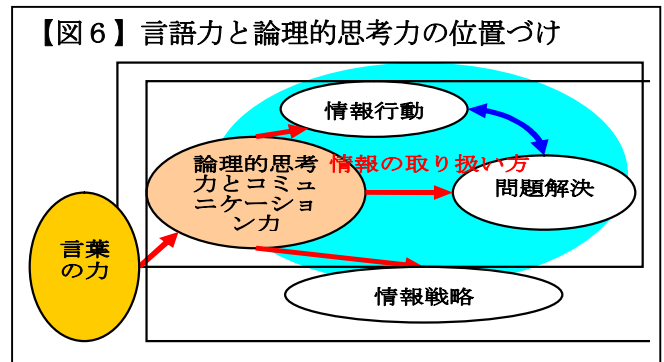 【図６】言語力と論理的思考力の位置づけ
情報行動
論理的思考
力とコミュ
ニケーショ
ン力
情報の取り扱い方
問題解決
言葉
の力
情報戦略